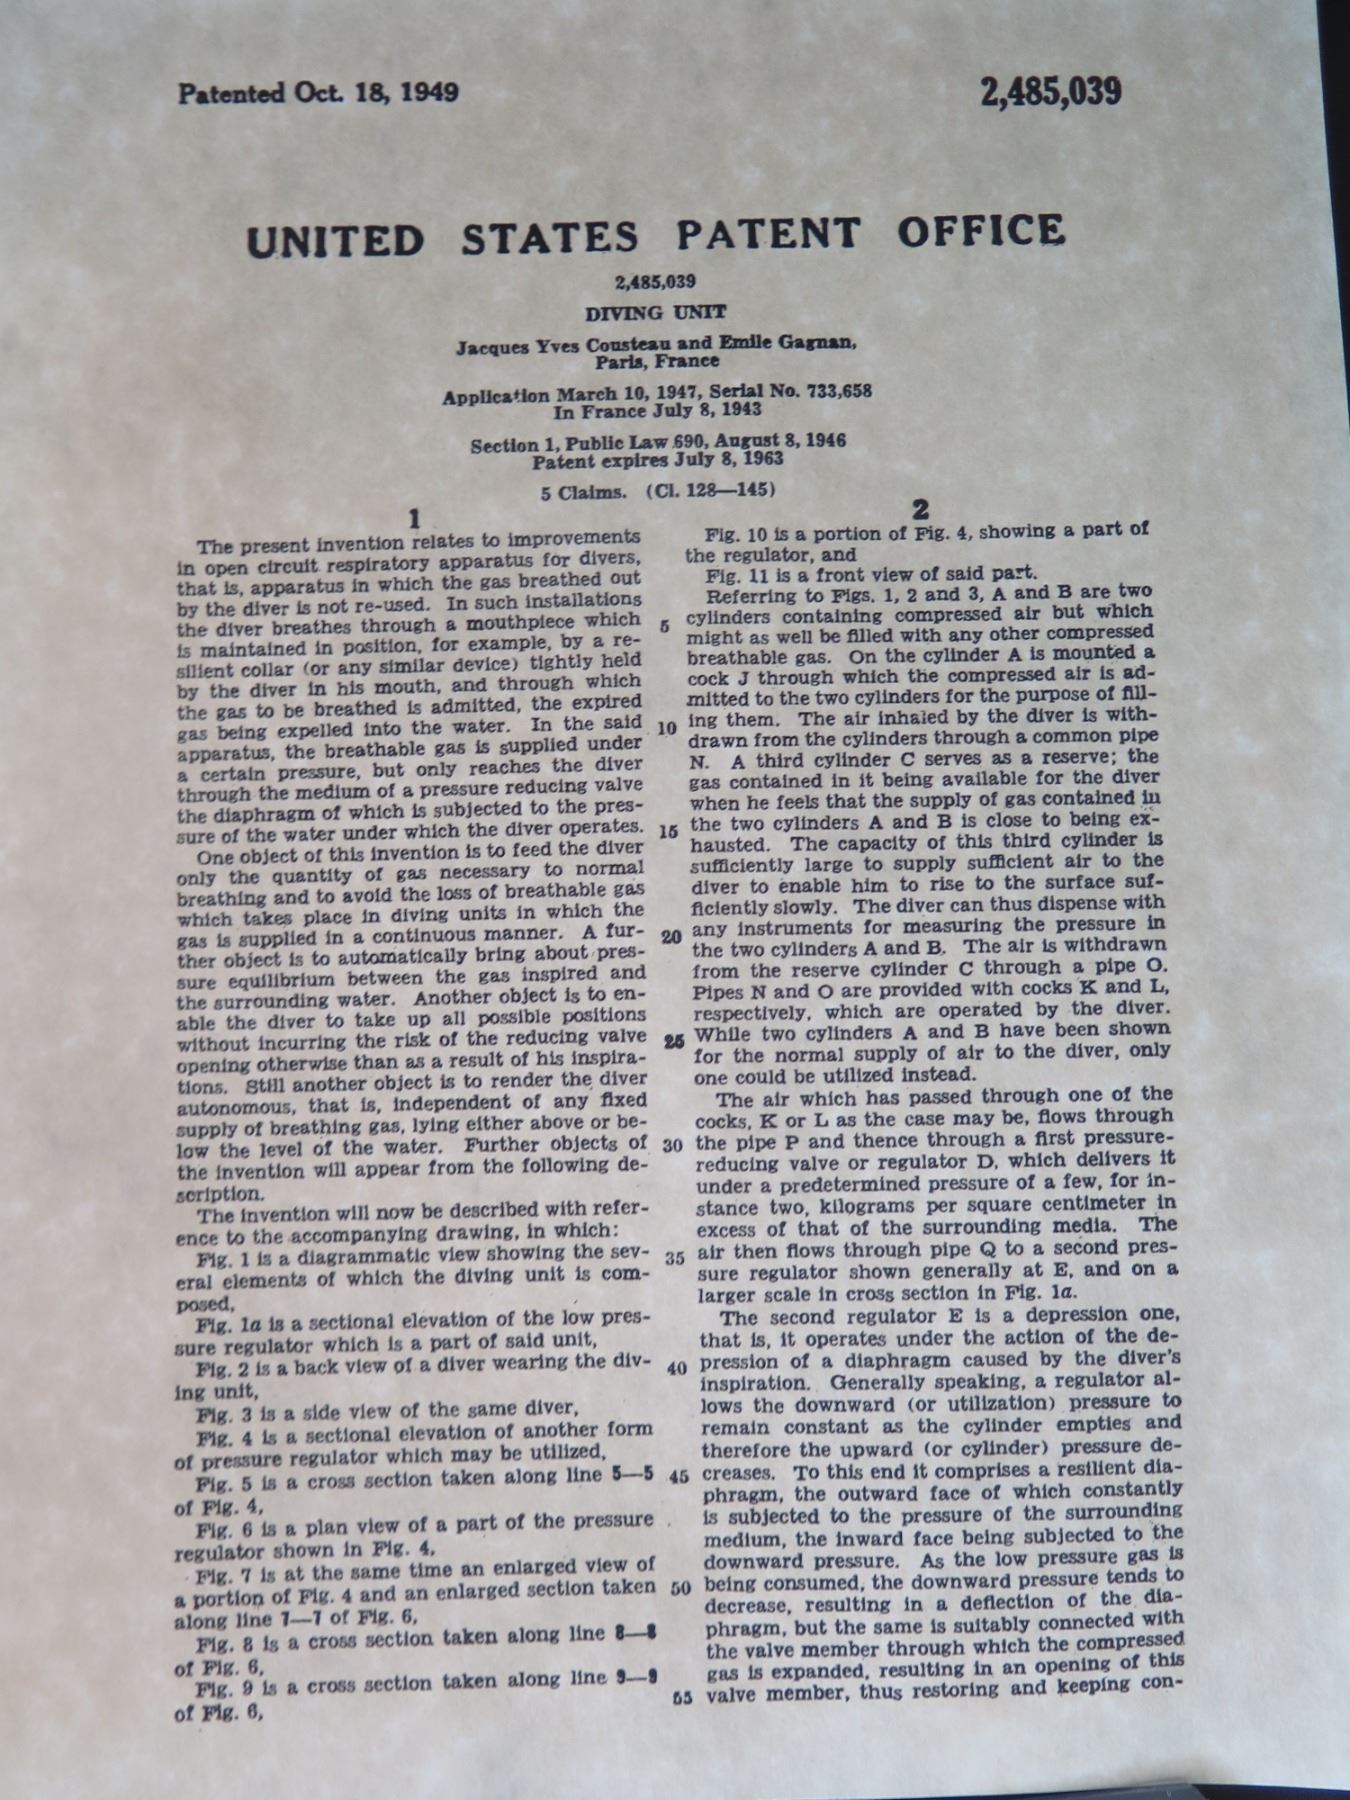 Patented Oct. 18, 1949
2,485,039
UNITED STATES PATENT OFFICE
2,485,039
DIVING UNIT
Jacques Yves Cousteau and Emile Gagnan,
Paris, France
Application March 10, 1947, Serial No. 733,658
In France July 8, 1943
Section 1, Public Law 690, August 8, 1946
Patent expires July 8, 1963
5 Claims. (Cl. 128—145)
1
The present invention relates to improvements
in open circuit respiratory apparatus for divers,
that is, apparatus in which the gas breathed out
by the diver is not re-used. In such installations
the diver breathes through a mouthpiece which
is maintained in position, for example, by a re-
silient collar (or any similar device) tightly held
by the diver in his mouth, and through which
the gas to be breathed is admitted, the expired
gas being expelled into the water. In the said
apparatus, the breathable gas is supplied under
a certain pressure, but only reaches the diver
through the medium of a pressure reducing valve
the diaphragm of which is subjected to the pres-
sure of the water under which the diver operates.
One object of this invention is to feed the diver
only the quantity of gas necessary to normal
breathing and to avoid the loss of breathable gas
which takes place in diving units in which the
gas is supplied in a continuous manner. A fur-
ther object is to automatically bring about pres-
sure equilibrium between the gas inspired and
the surrounding water. Another object is to en-
able the diver to take up all possible positions
without incurring the risk of the reducing valve
opening otherwise than as a result of his inspira-
tions. Still another object is to render the diver
autonomous, that is, independent of any fixed
supply of breathing gas, lying either above or be-
low the level of the water. Further objects of
the invention will appear from the following de-
scription.
The invention will now be described with refer-
ence to the accompanying drawing, in which:
Fig. 1 is a diagrammatic view showing the sev-
eral elements of which the diving unit is com-
posed,
Fig. 1a is a sectional elevation of the low pres-
sure regulator which is a part of said unit,
Fig. 2 is a back view of a diver wearing the div-
ing unit,
Fig. 3 is a side view of the same diver,
Fig. 4 is a sectional elevation of another form
of pressure regulator which may be utilized,
Fig. 5 is a cross section taken along line 5—5
of Fig. 4,
Fig. 6 is a plan view of a part of the pressure
regulator shown in Fig. 4,
Fig. 7 is at the same time an enlarged view of
a portion of Fig. 4 and an enlarged section taken
along line 7—7 of Fig. 6,
Fig. 8 is a cross section taken along line 8—8
of Fig. 6,
Fig. 9 is a cross section taken along line 9—9
of Fig. 6,
2
Fig. 10 is a portion of Fig. 4, showing a part of
the regulator, and
Fig. 11 is a front view of said part.
Referring to Figs. 1, 2 and 3, A and B are two
5 cylinders containing compressed air but which
might as well be filled with any other compressed
breathable gas. On the cylinder A is mounted a
cock J through which the compressed air is ad-
mitted to the two cylinders for the purpose of fill-
10 ing them. The air inhaled by the diver is with-
drawn from the cylinders through a common pipe
N. A third cylinder C serves as a reserve; the
gas contained in it being available for the diver
when he feels that the supply of gas contained in
15 the two cylinders A and B is close to being ex-
hausted. The capacity of this third cylinder is
sufficiently large to supply sufficient air to the
diver to enable him to rise to the surface suf-
ficiently slowly. The diver can thus dispense with
20 any instruments for measuring the pressure in
the two cylinders A and B. The air is withdrawn
from the reserve cylinder C through a pipe O.
Pipes N and O are provided with cocks K and L,
respectively, which are operated by the diver.
25 While two cylinders A and B have been shown
for the normal supply of air to the diver, only
one could be utilized instead.
The air which has passed through one of the
cocks, K or L as the case may be, flows through
30 the pipe P and thence through a first pressure-
reducing valve or regulator D, which delivers it
under a predetermined pressure of a few, for in-
stance two, kilograms per square centimeter in
excess of that of the surrounding media. The
35 air then flows through pipe Q to a second pres-
sure regulator shown generally at E, and on a
larger scale in cross section in Fig. 1a.
The second regulator E is a depression one,
that is, it operates under the action of the de-
40 pression of a diaphragm caused by the diver's
inspiration. Generally speaking, a regulator al-
lows the downward (or utilization) pressure to
remain constant as the cylinder empties and
therefore the upward (or cylinder) pressure de-
45 creases. To this end it comprises a resilient dia-
phragm, the outward face of which constantly
is subjected to the pressure of the surrounding
medium, the inward face being subjected to the
downward pressure. As the low pressure gas is
50 being consumed, the downward pressure tends to
decrease, resulting in a deflection of the dia-
phragm, but the same is suitably connected with
the valve member through which the compressed
gas is expanded, resulting in an opening of this
55 valve member, thus restoring and keeping con-